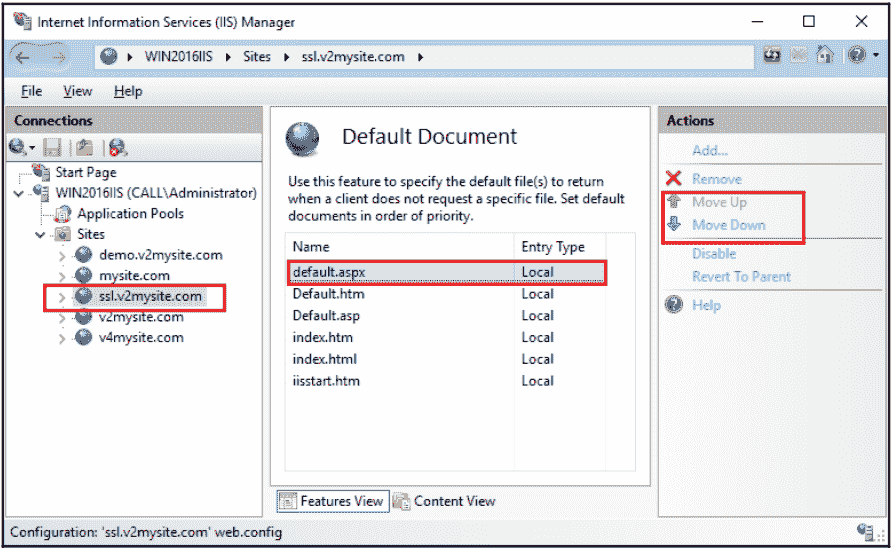 Internet Information Services (IIS) Manager
WIN2016IIS
Sites
ssl.v2mysite.com
File View Help
Connections
Start Page
WIN2016IIS (CALL\Administrator)
Application Pools
Sites
demo.v2mysite.com
mysite.com
ssl.v2mysite.com
v2mysite.com
v4mysite.com
Default Document
Use this feature to specify the default file(s) to return
when a client does not request a specific file. Set default
documents in order of priority.
Name Entry Type
default.aspx Local
Default.htm Local
Default.asp Local
index.htm Local
index.html Local
iisstart.htm Local
Features View Content View
Actions
Add...
Remove
Move Up
Move Down
Disable
Revert To Parent
Help
Configuration: 'ssl.v2mysite.com' web.config